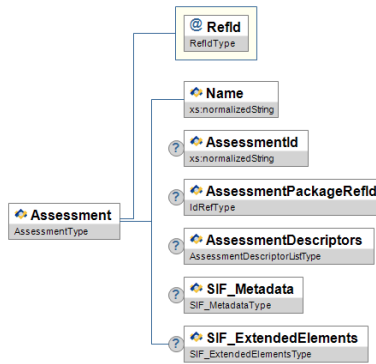 @ RefId
RefIdType
Name
xs:normalizedString
? AssessmentId
xs:normalizedString
? AssessmentPackageRefId
IdRefType
Assessment
AssessmentType
? AssessmentDescriptors
AssessmentDescriptorListType
? SIF_Metadata
SIF_MetadataType
? SIF_ExtendedElements
SIF_ExtendedElementsType